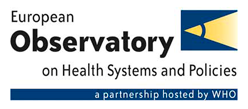 European
Observatory
on Health Systems and Policies
a partnership hosted by WHO